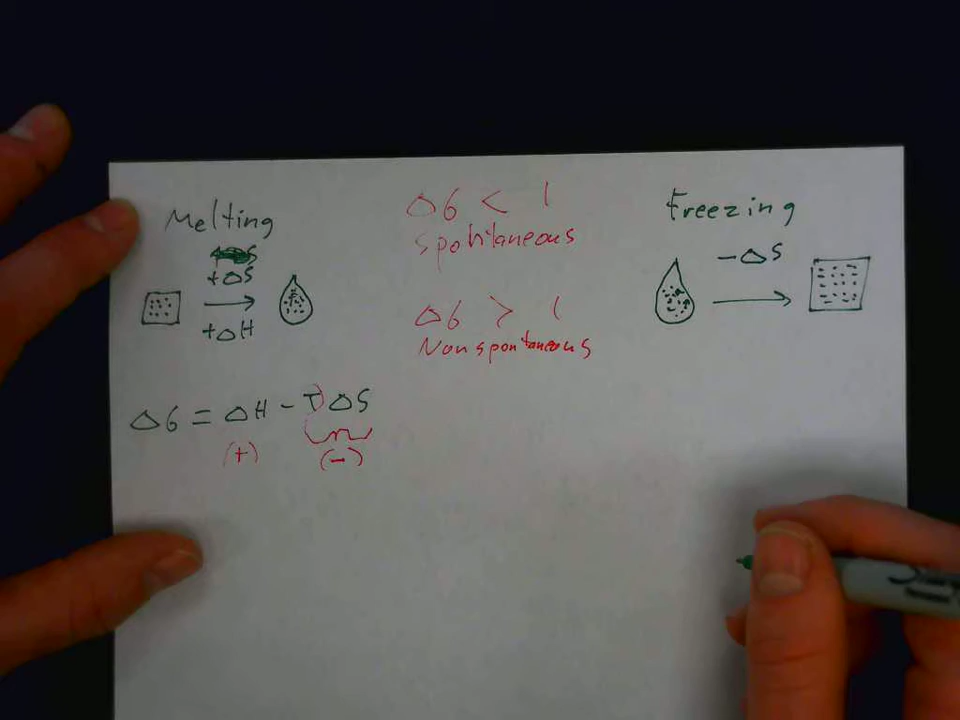 Melting
+ΔS
+ΔH
ΔG = ΔH - TΔS
(+)
(-)
ΔG < 1
Spontaneous
ΔG > 1
Nonspontaneous
Freezing
-ΔS